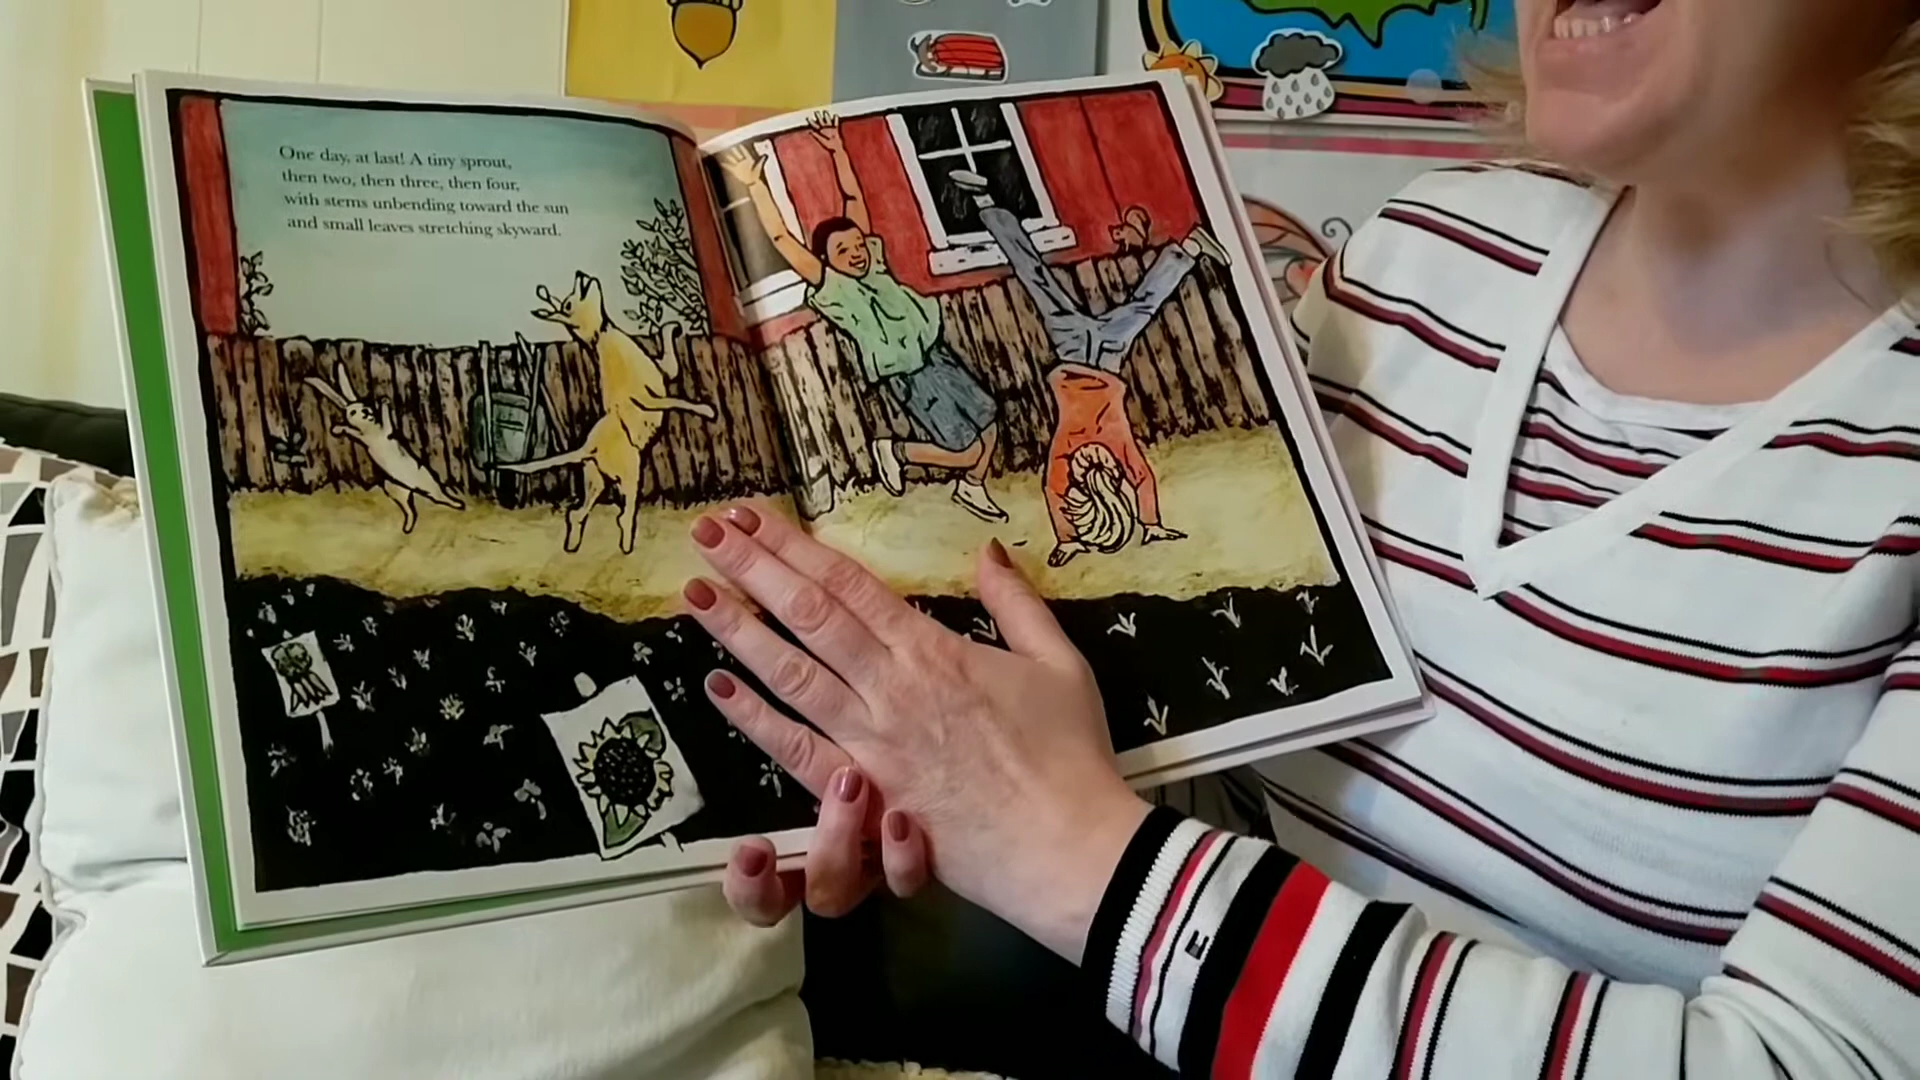 One day, at last! A tiny sprout,
then two, then three, then four,
with stems unbending toward the sun
and small leaves stretching skyward.